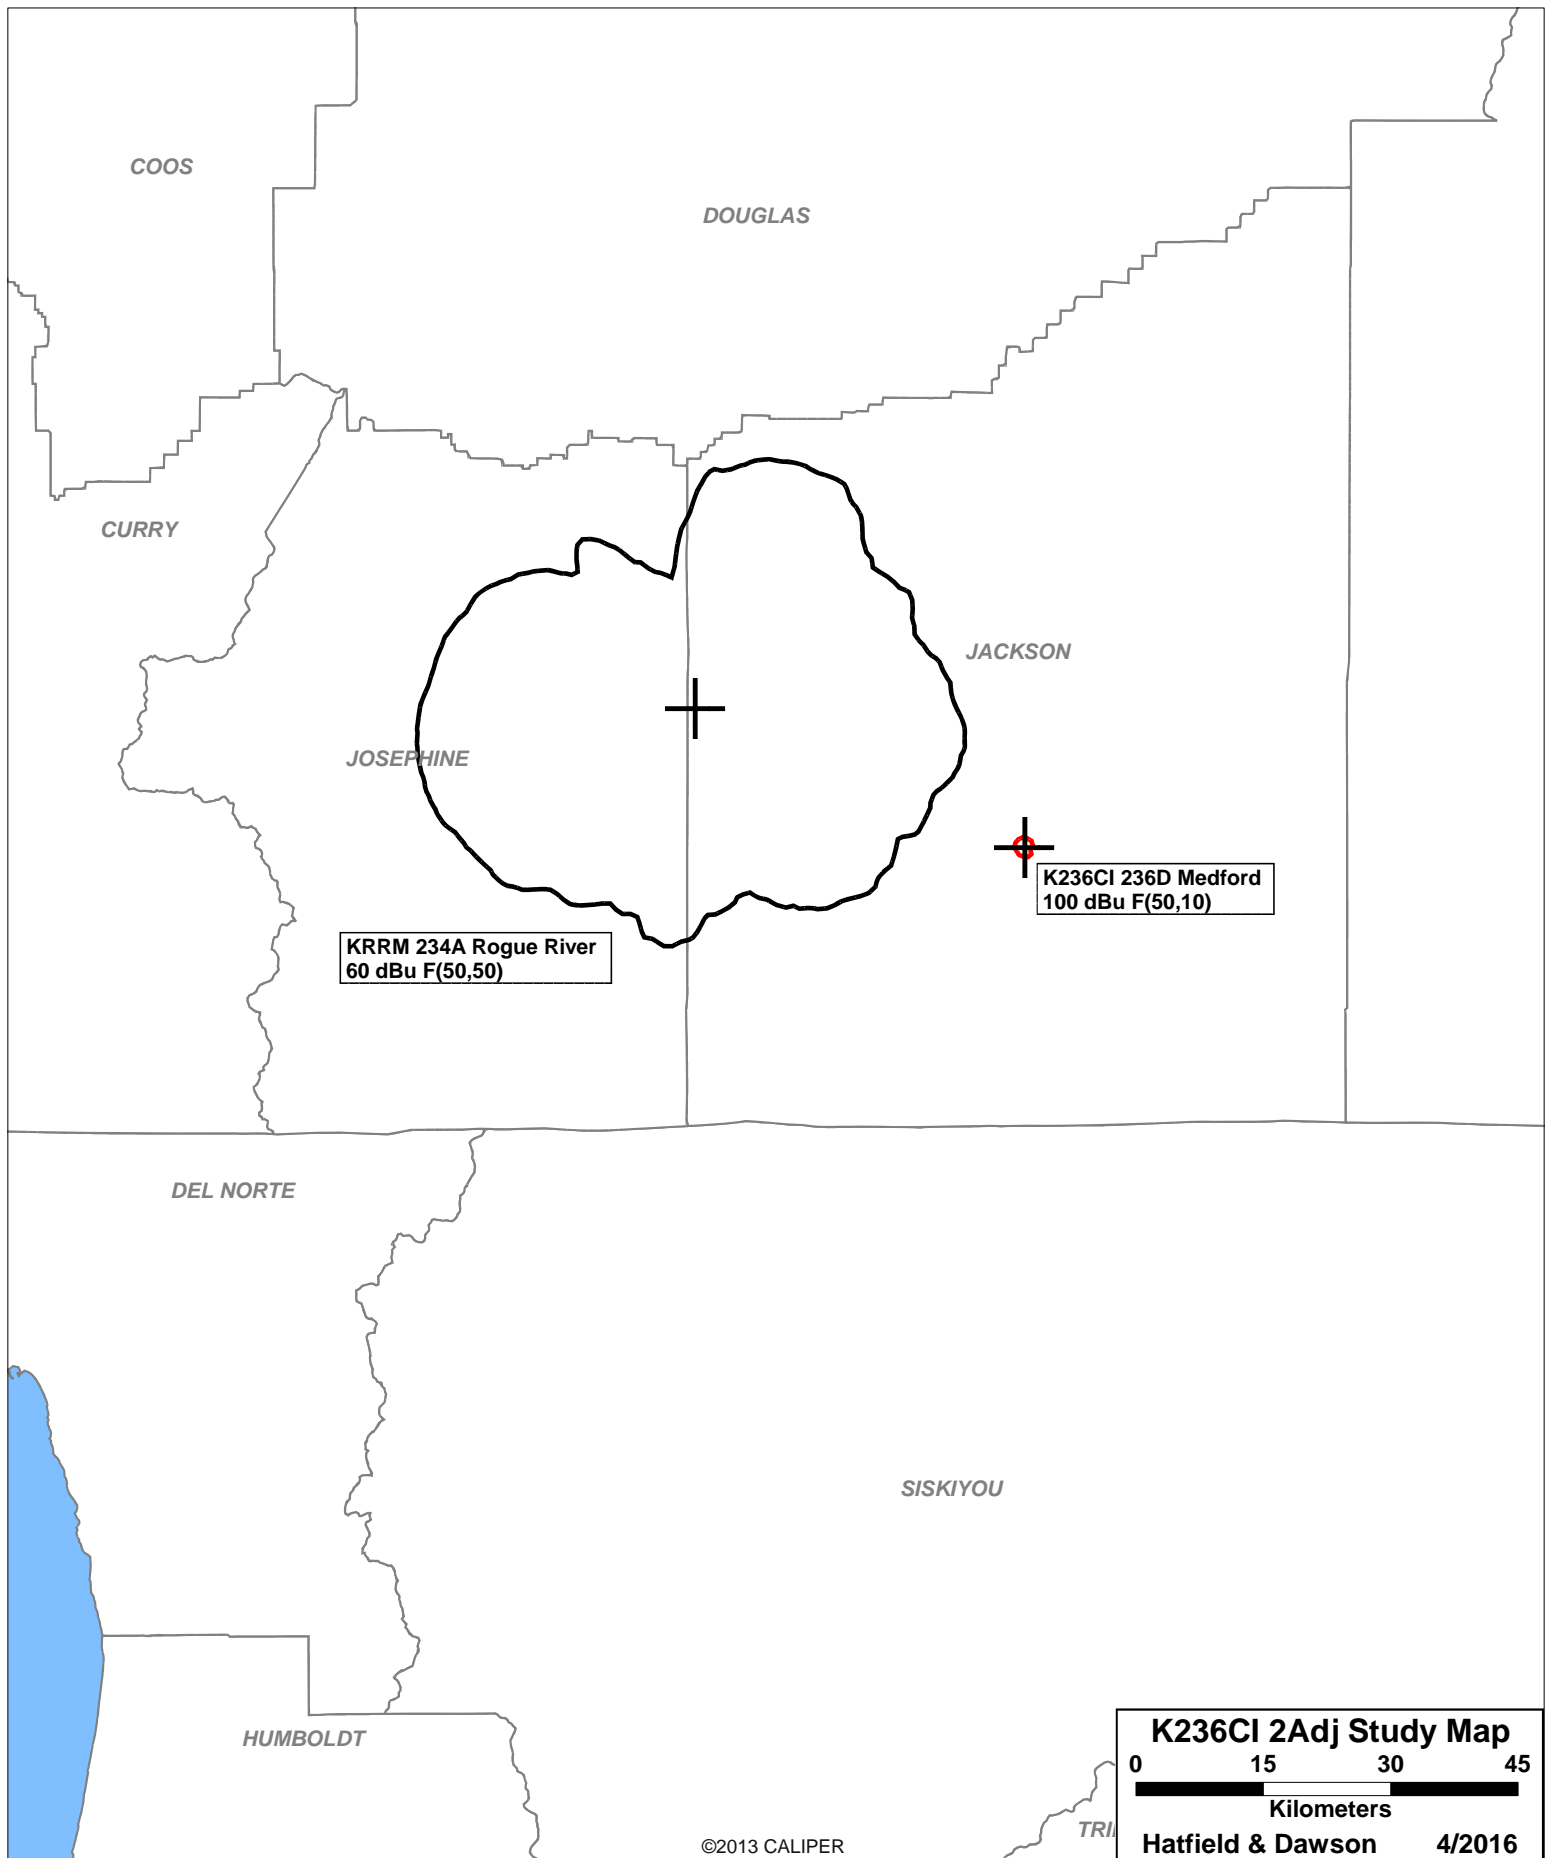 COOS
DOUGLAS
CURRY
JACKSON
JOSEPHINE
K236CI 236D Medford
100 dBu F(50,10)
KRRM 234A Rogue River
60 dBu F(50,50)
DEL NORTE
SISKIYOU
HUMBOLDT
K236CI 2Adj Study Map
0 15 30 45
Kilometers
TRI
©2013 CALIPER
Hatfield & Dawson 4/2016